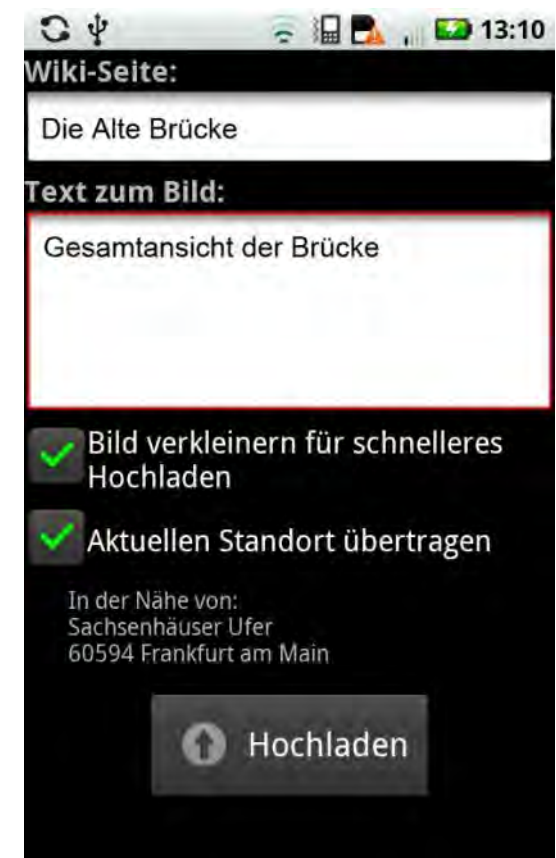 13:10
Wiki-Seite:
Die Alte Brücke
Text zum Bild:
Gesamtansicht der Brücke
Bild verkleinern für schnelleres
Hochladen
Aktuellen Standort übertragen
In der Nähe von:
Sachsenhäuser Ufer
60594 Frankfurt am Main
Hochladen